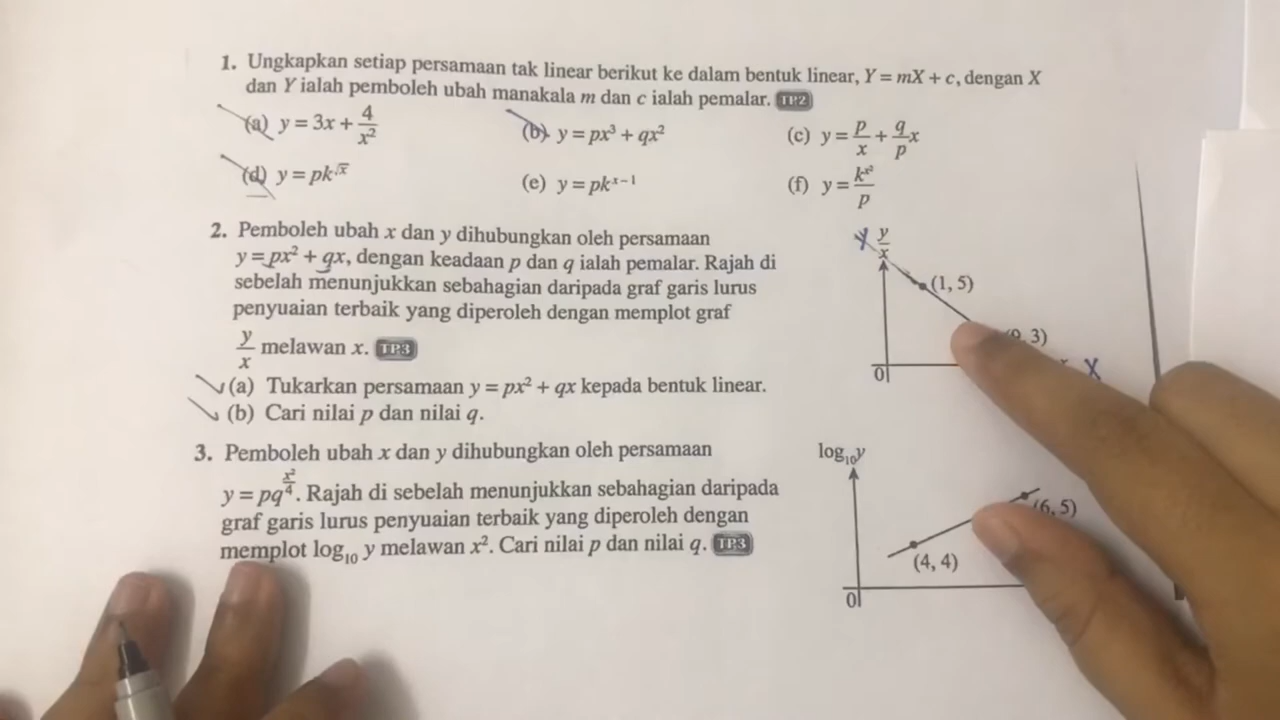 1. Ungkapkan setiap persamaan tak linear berikut ke dalam bentuk linear, Y = mX + c, dengan X
dan Y ialah pemboleh ubah manakala m dan c ialah pemalar. TP2
(a) y = 3x + 4/x² (b) y = px³ + qx² (c) y = p/x + q/p x
(d) y = pk^√x (e) y = pk^(x−1) (f) y = k^(x²)/p
2. Pemboleh ubah x dan y dihubungkan oleh persamaan
y = px² + qx, dengan keadaan p dan q ialah pemalar. Rajah di
sebelah menunjukkan sebahagian daripada graf garis lurus
penyuaian terbaik yang diperoleh dengan memplot graf
y/x melawan x. TP3
(a) Tukarkan persamaan y = px² + qx kepada bentuk linear.
(b) Cari nilai p dan nilai q.
Y y/x
(1, 5)
3)
0
X
3. Pemboleh ubah x dan y dihubungkan oleh persamaan
y = pq^(x²/4). Rajah di sebelah menunjukkan sebahagian daripada
graf garis lurus penyuaian terbaik yang diperoleh dengan
memplot log₁₀ y melawan x². Cari nilai p dan nilai q. TP3
log₁₀y
(6, 5)
(4, 4)
0